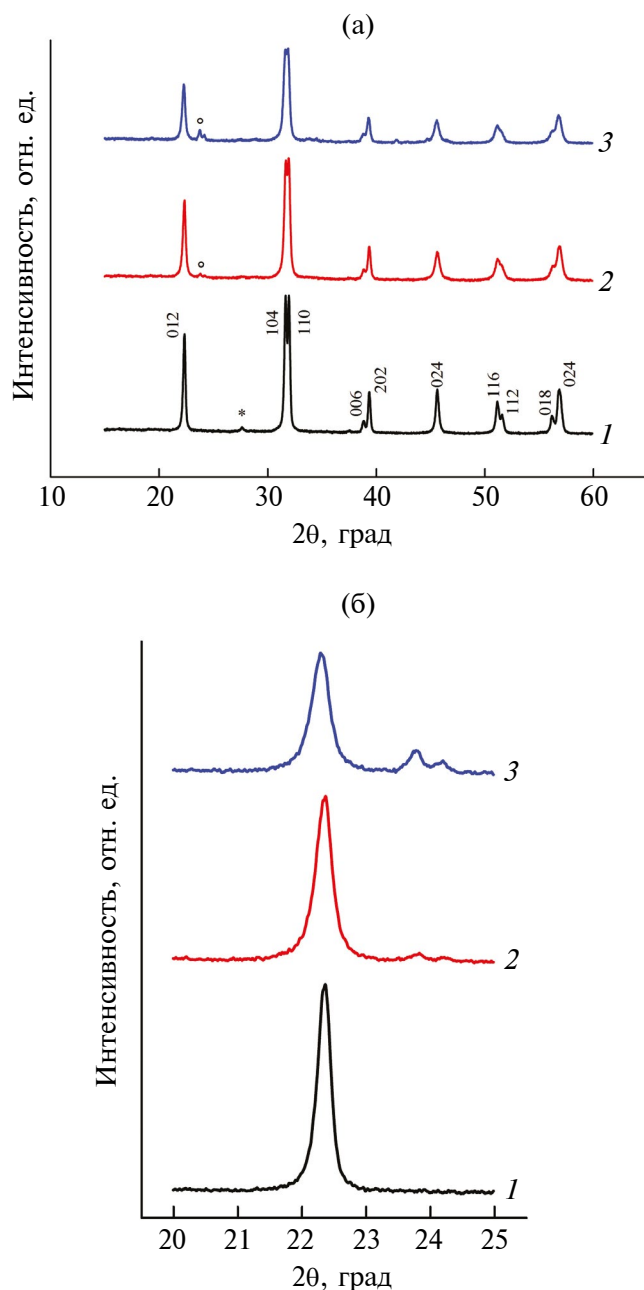 (а)
Интенсивность, отн. ед.
3
2
012
*
104
110
006
202
024
116
112
018
024
1
10 20 30 40 50 60
2θ, град
(б)
Интенсивность, отн. ед.
3
2
1
20 21 22 23 24 25
2θ, град